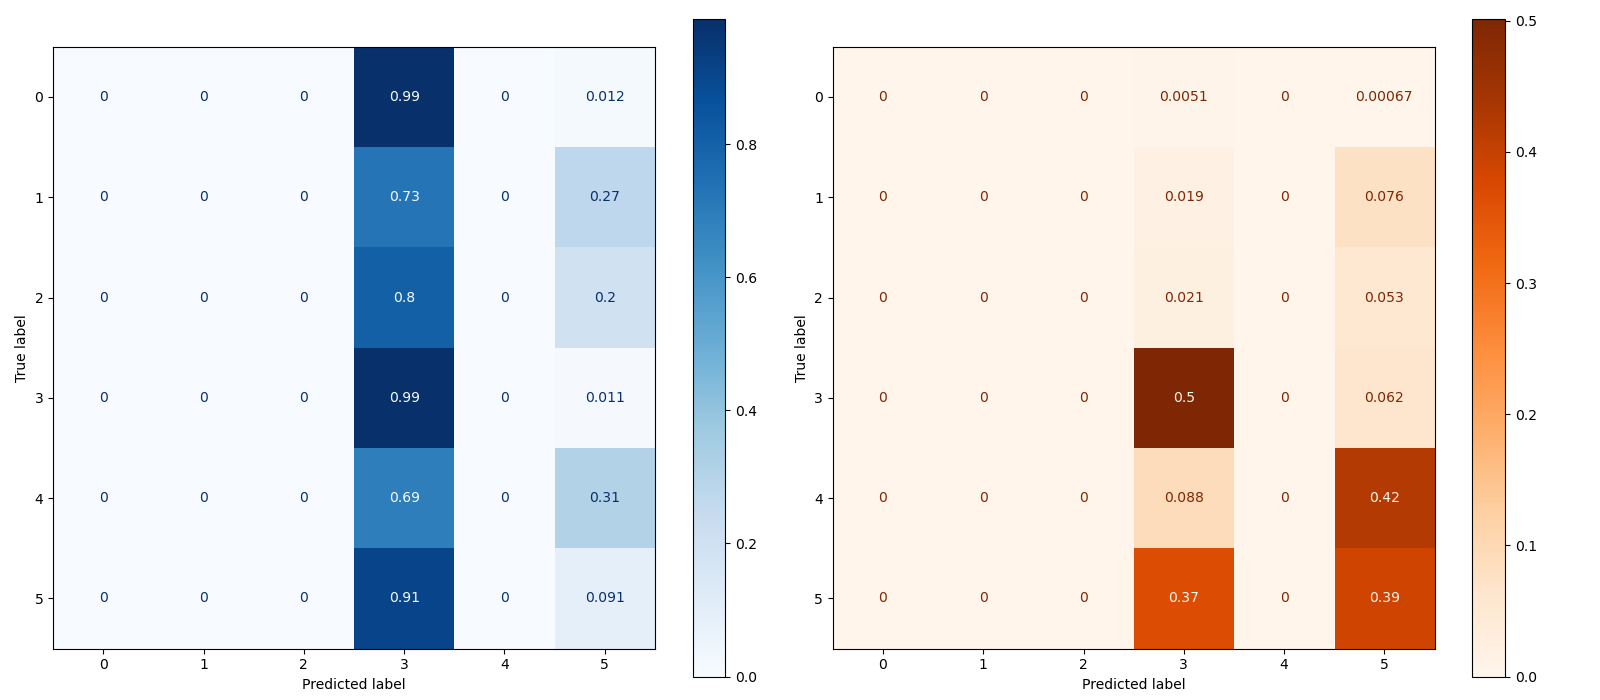 0 0 0 0 0.99 0 0.012
1 0 0 0 0.73 0 0.27
2 0 0 0 0.8 0 0.2
3 0 0 0 0.99 0 0.011
4 0 0 0 0.69 0 0.31
5 0 0 0 0.91 0 0.091
0 1 2 3 4 5
True label
Predicted label
0.8
0.6
0.4
0.2
0.0
0 0 0 0 0.0051 0 0.00067
1 0 0 0 0.019 0 0.076
2 0 0 0 0.021 0 0.053
3 0 0 0 0.5 0 0.062
4 0 0 0 0.088 0 0.42
5 0 0 0 0.37 0 0.39
0 1 2 3 4 5
True label
Predicted label
0.5
0.4
0.3
0.2
0.1
0.0